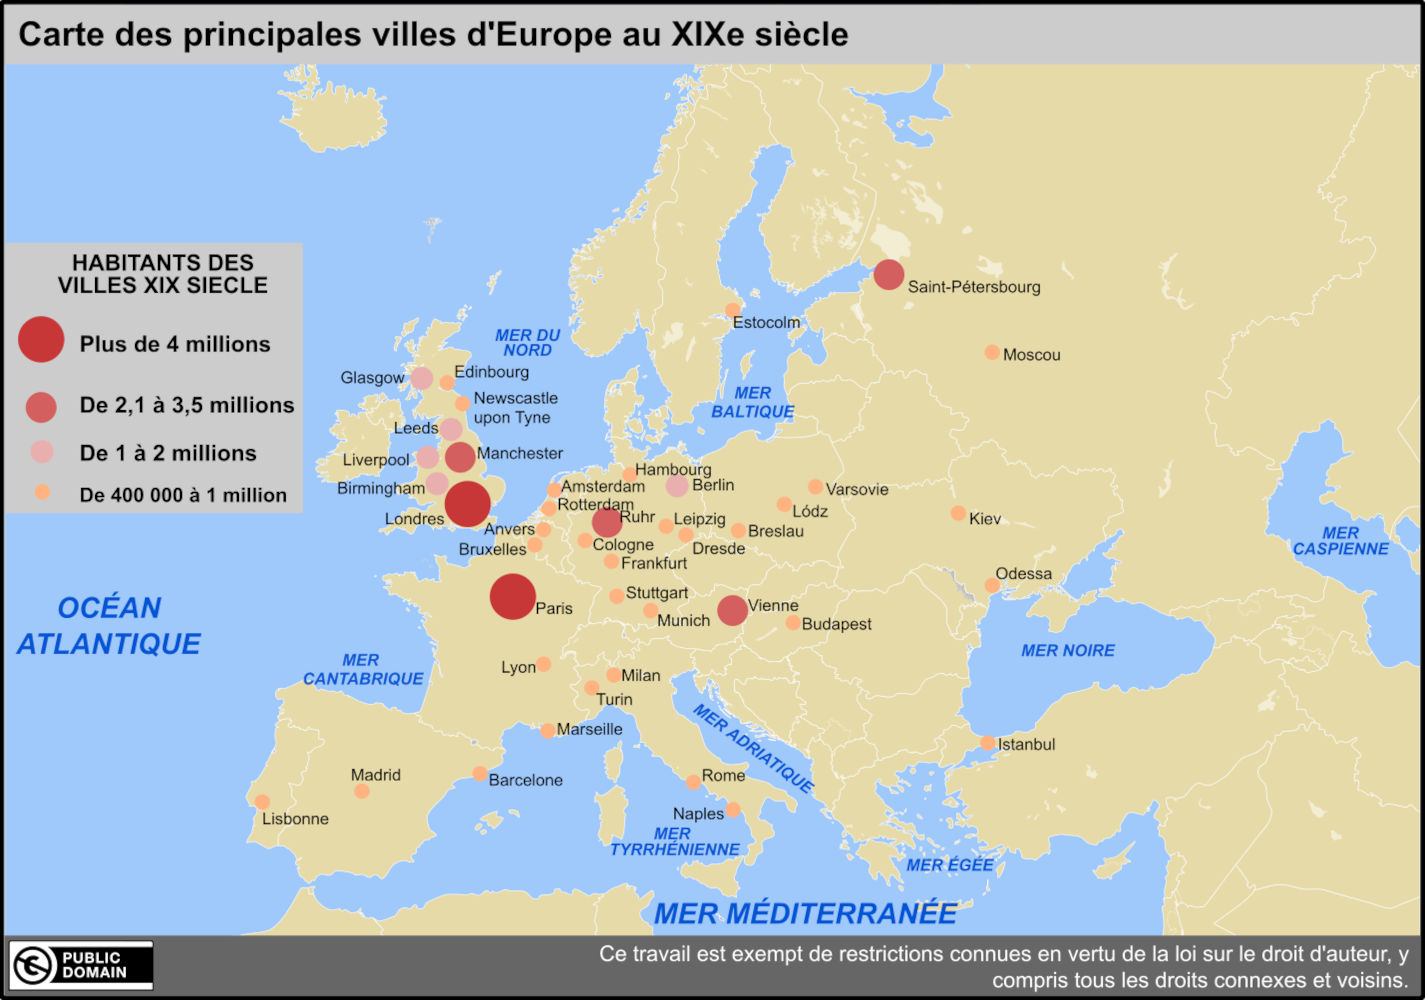 Carte des principales villes d'Europe au XIXe siècle
HABITANTS DES
VILLES XIX SIECLE
Plus de 4 millions
De 2,1 à 3,5 millions
De 1 à 2 millions
De 400 000 à 1 million
Saint-Pétersbourg
Estocolm
Moscou
MER DU
NORD
Glasgow
Edinbourg
Newscastle
upon Tyne
MER
BALTIQUE
Leeds
Liverpool
Manchester
Birmingham
Londres
Hambourg
Berlin
Amsterdam
Rotterdam
Varsovie
Lódz
Anvers
Ruhr
Leipzig
Bruxelles
Cologne
Dresde
Breslau
Kiev
Frankfurt
MER
CASPIENNE
Odessa
Stuttgart
Paris
Munich
Vienne
Budapest
OCÉAN
ATLANTIQUE
MER NOIRE
MER
CANTABRIQUE
Lyon
Milan
Turin
Marseille
MER ADRIATIQUE
Istanbul
Madrid
Barcelone
Rome
Lisbonne
Naples
MER
TYRRHÉNIENNE
MER ÉGÉE
MER MÉDITERRANÉE
PUBLIC
DOMAIN
Ce travail est exempt de restrictions connues en vertu de la loi sur le droit d'auteur, y
compris tous les droits connexes et voisins.